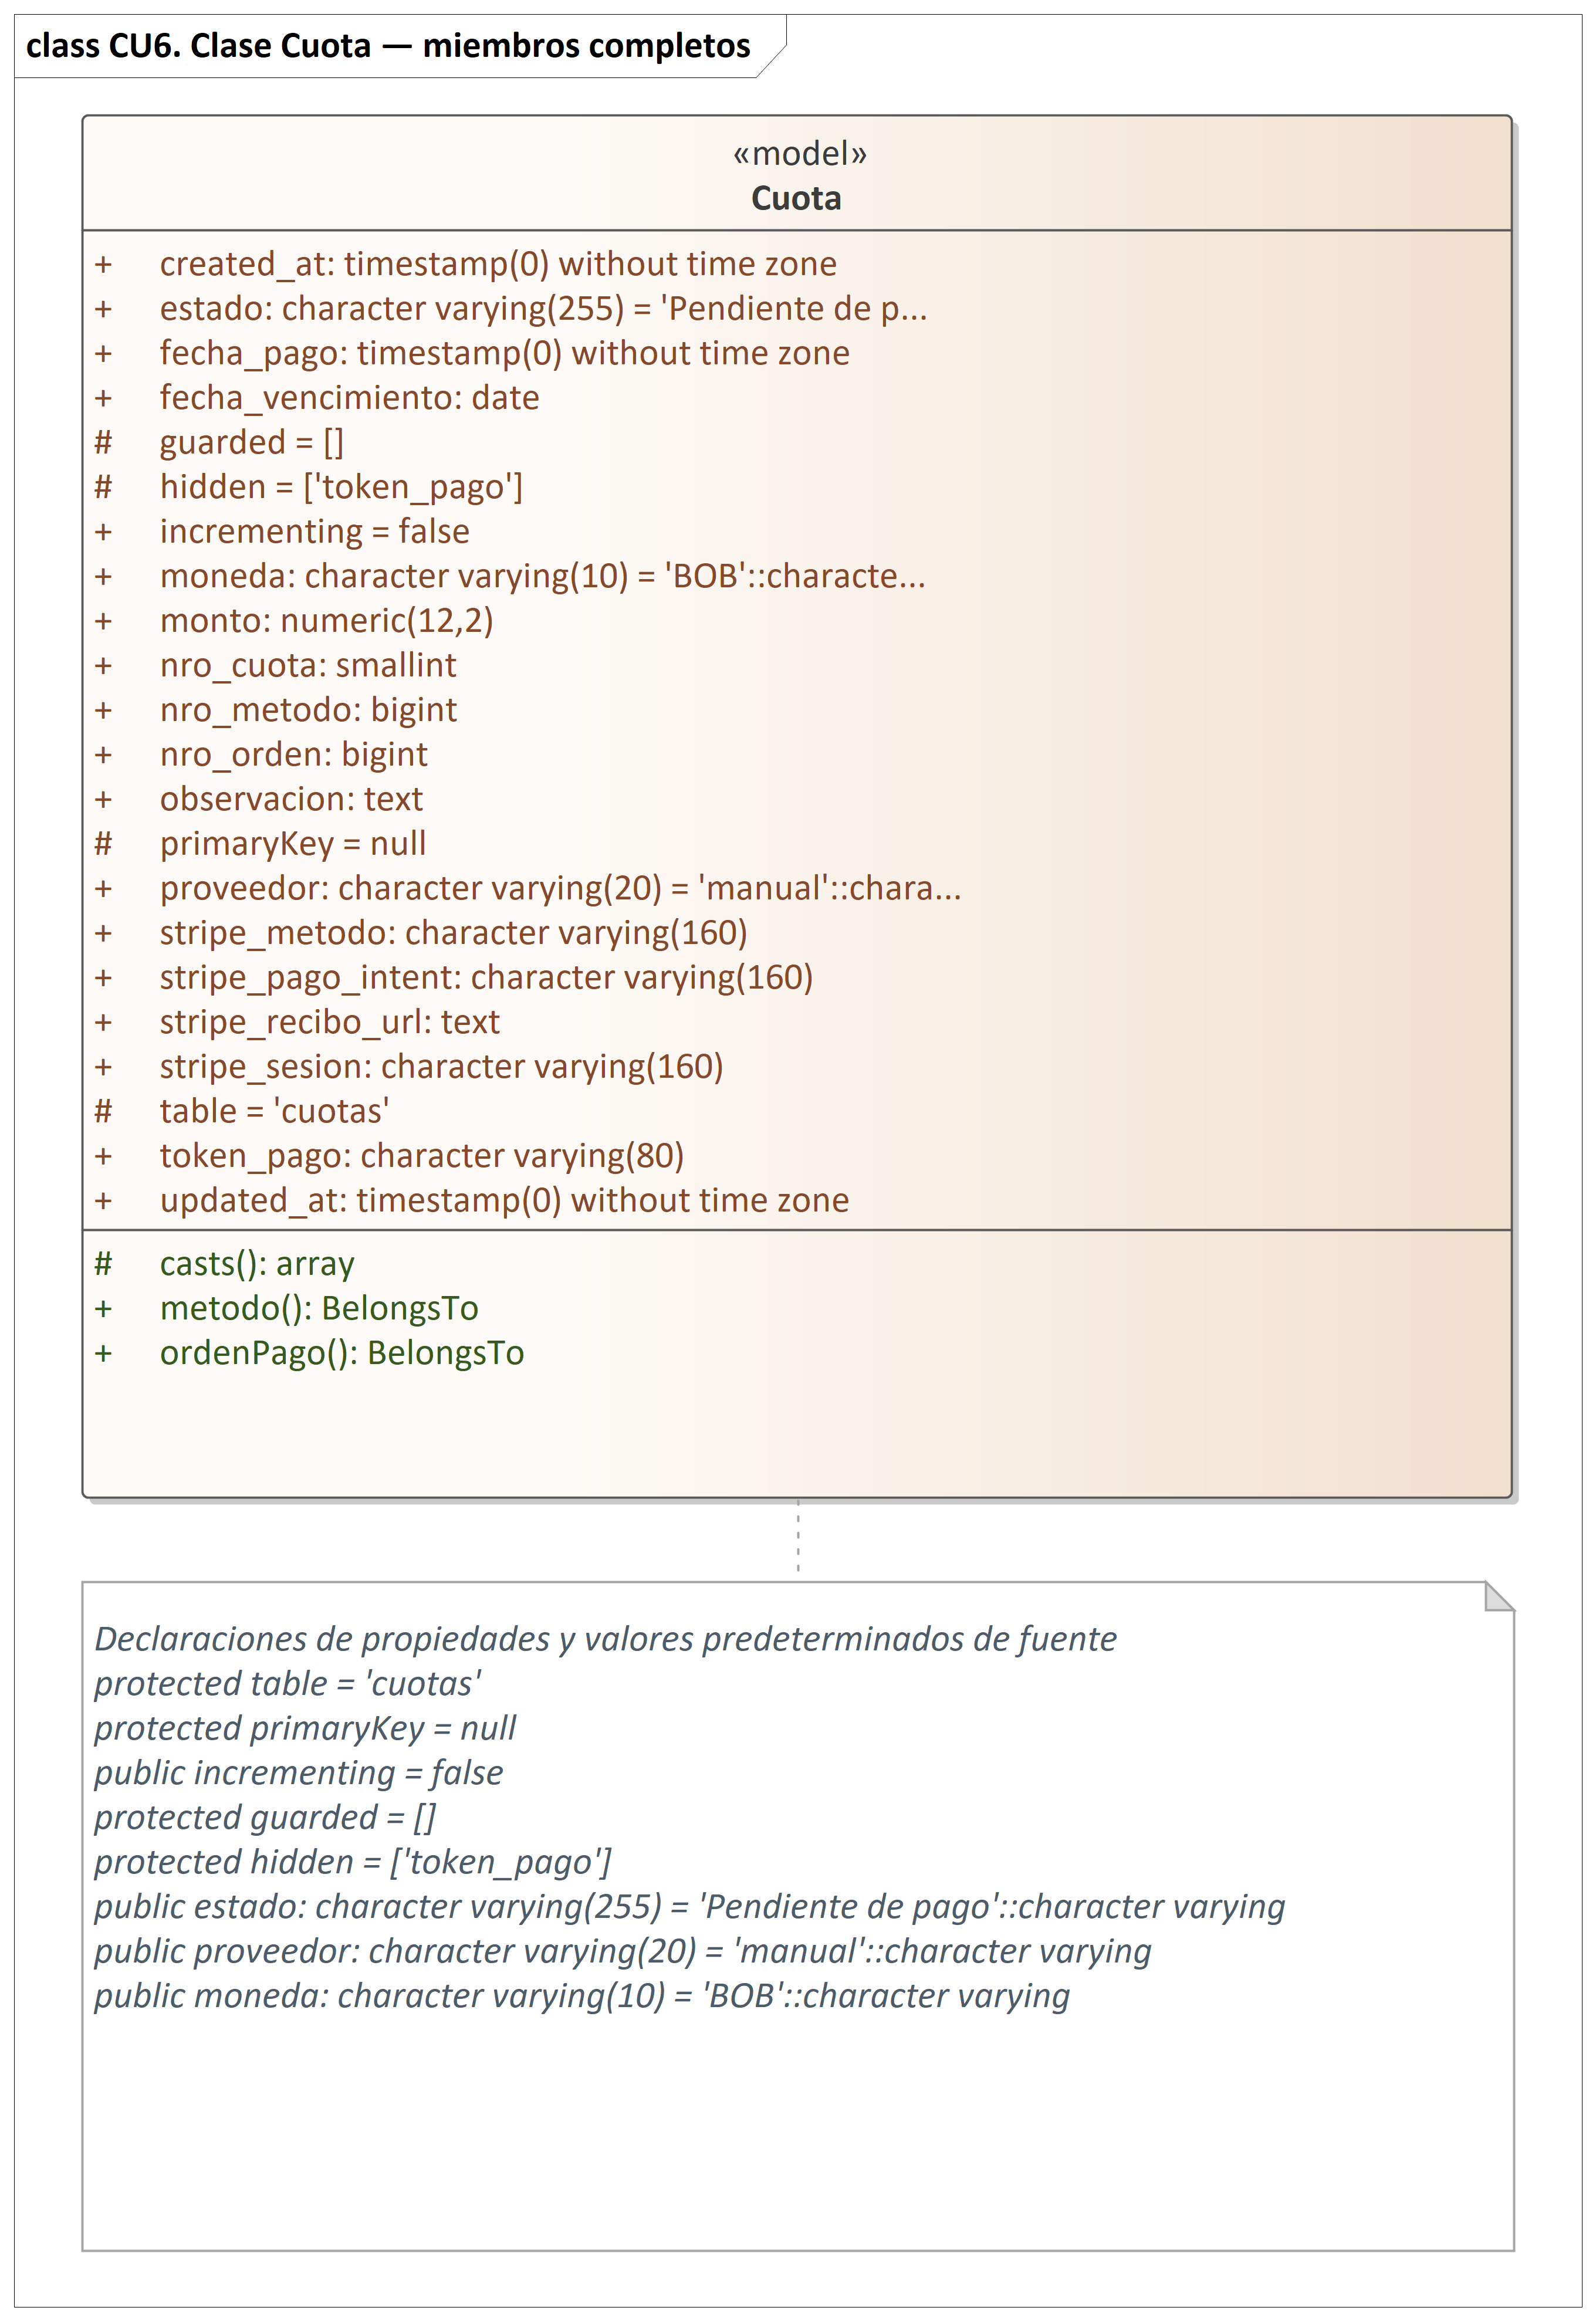 class CU6. Clase Cuota — miembros completos
«model»
Cuota
+ created_at: timestamp(0) without time zone
+ estado: character varying(255) = 'Pendiente de p...
+ fecha_pago: timestamp(0) without time zone
+ fecha_vencimiento: date
# guarded = []
# hidden = ['token_pago']
+ incrementing = false
+ moneda: character varying(10) = 'BOB'::characte...
+ monto: numeric(12,2)
+ nro_cuota: smallint
+ nro_metodo: bigint
+ nro_orden: bigint
+ observacion: text
# primaryKey = null
+ proveedor: character varying(20) = 'manual'::chara...
+ stripe_metodo: character varying(160)
+ stripe_pago_intent: character varying(160)
+ stripe_recibo_url: text
+ stripe_sesion: character varying(160)
# table = 'cuotas'
+ token_pago: character varying(80)
+ updated_at: timestamp(0) without time zone
# casts(): array
+ metodo(): BelongsTo
+ ordenPago(): BelongsTo
Declaraciones de propiedades y valores predeterminados de fuente
protected table = 'cuotas'
protected primaryKey = null
public incrementing = false
protected guarded = []
protected hidden = ['token_pago']
public estado: character varying(255) = 'Pendiente de pago'::character varying
public proveedor: character varying(20) = 'manual'::character varying
public moneda: character varying(10) = 'BOB'::character varying